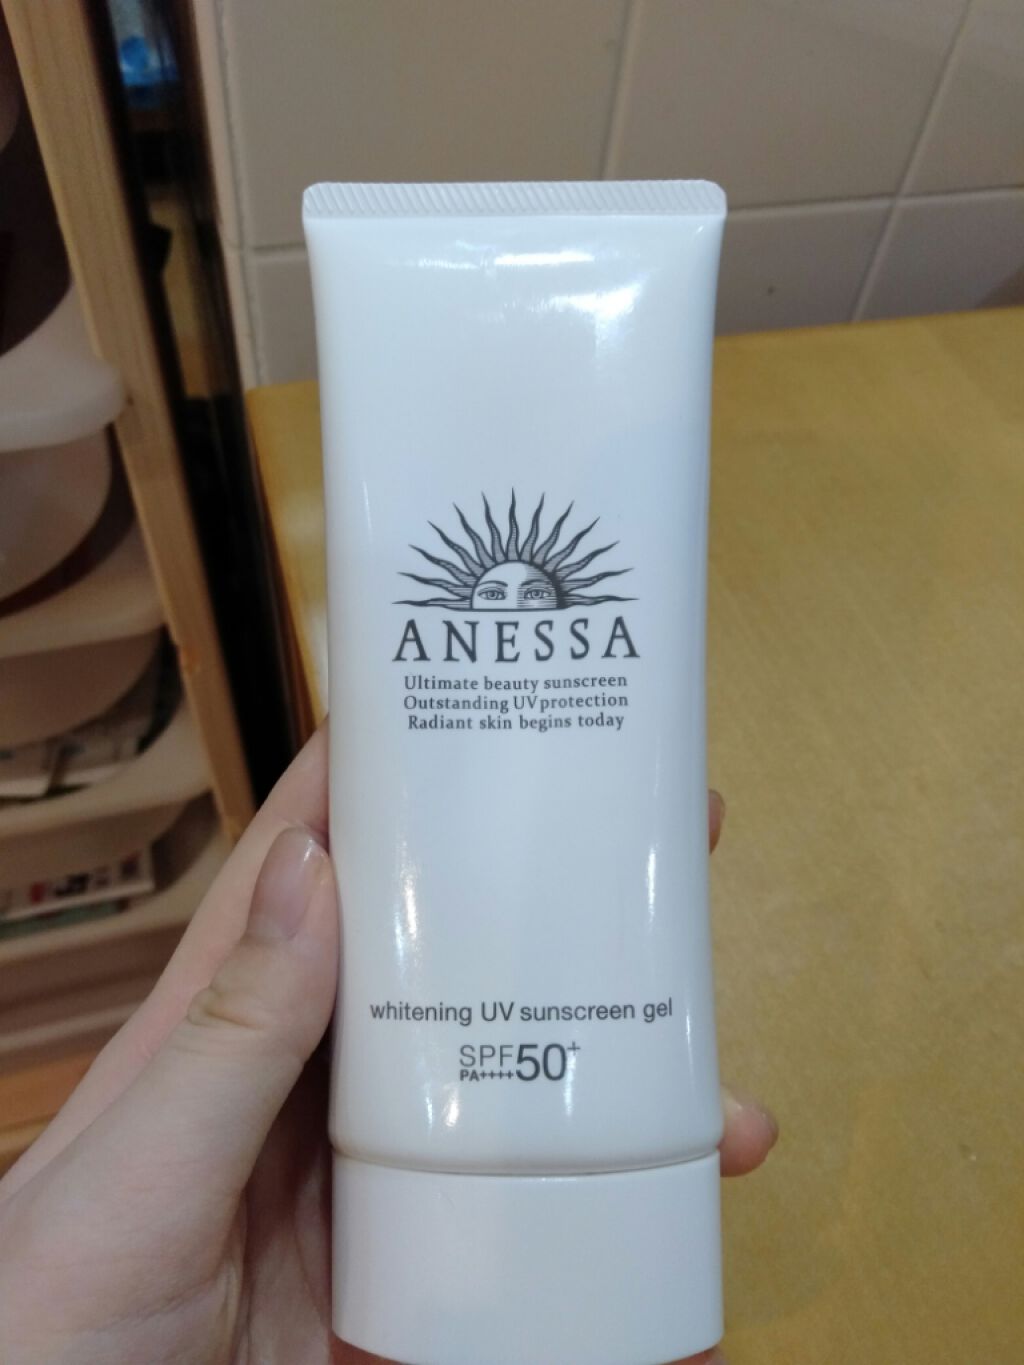 ANESSA
Ultimate beauty sunscreen
Outstanding UV protection
Radiant skin begins today
whitening UV sunscreen gel
SPF50+
PA++++